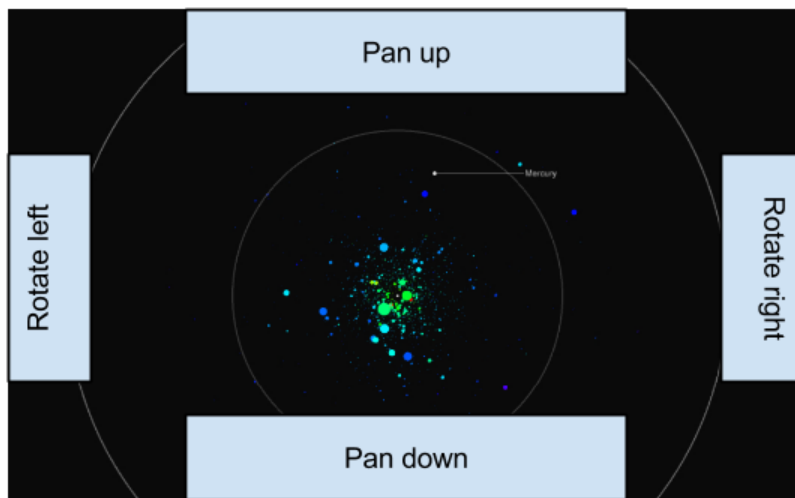 Pan up
Mercury
Rotate left
Rotate right
Pan down